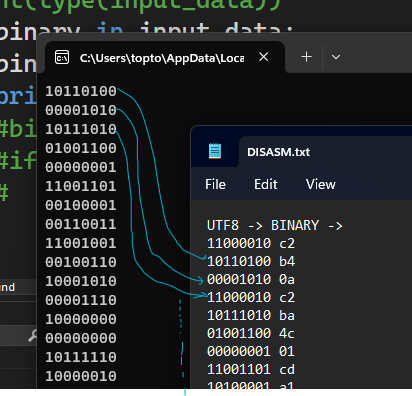 nt(type(input_data))
binary in input_data:
bin
pri
#bi
#if
#
und
C:\Users\topto\AppData\Loca
10110100
00001010
10111010
01001100
00000001
11001101
00100001
00110011
11001001
00100110
10001010
00001110
10000000
00000000
10111110
10000010
DISASM.txt
File Edit View
UTF8 -> BINARY ->
11000010 c2
10110100 b4
00001010 0a
11000010 c2
10111010 ba
01001100 4c
00000001 01
11001101 cd
10100001 a1